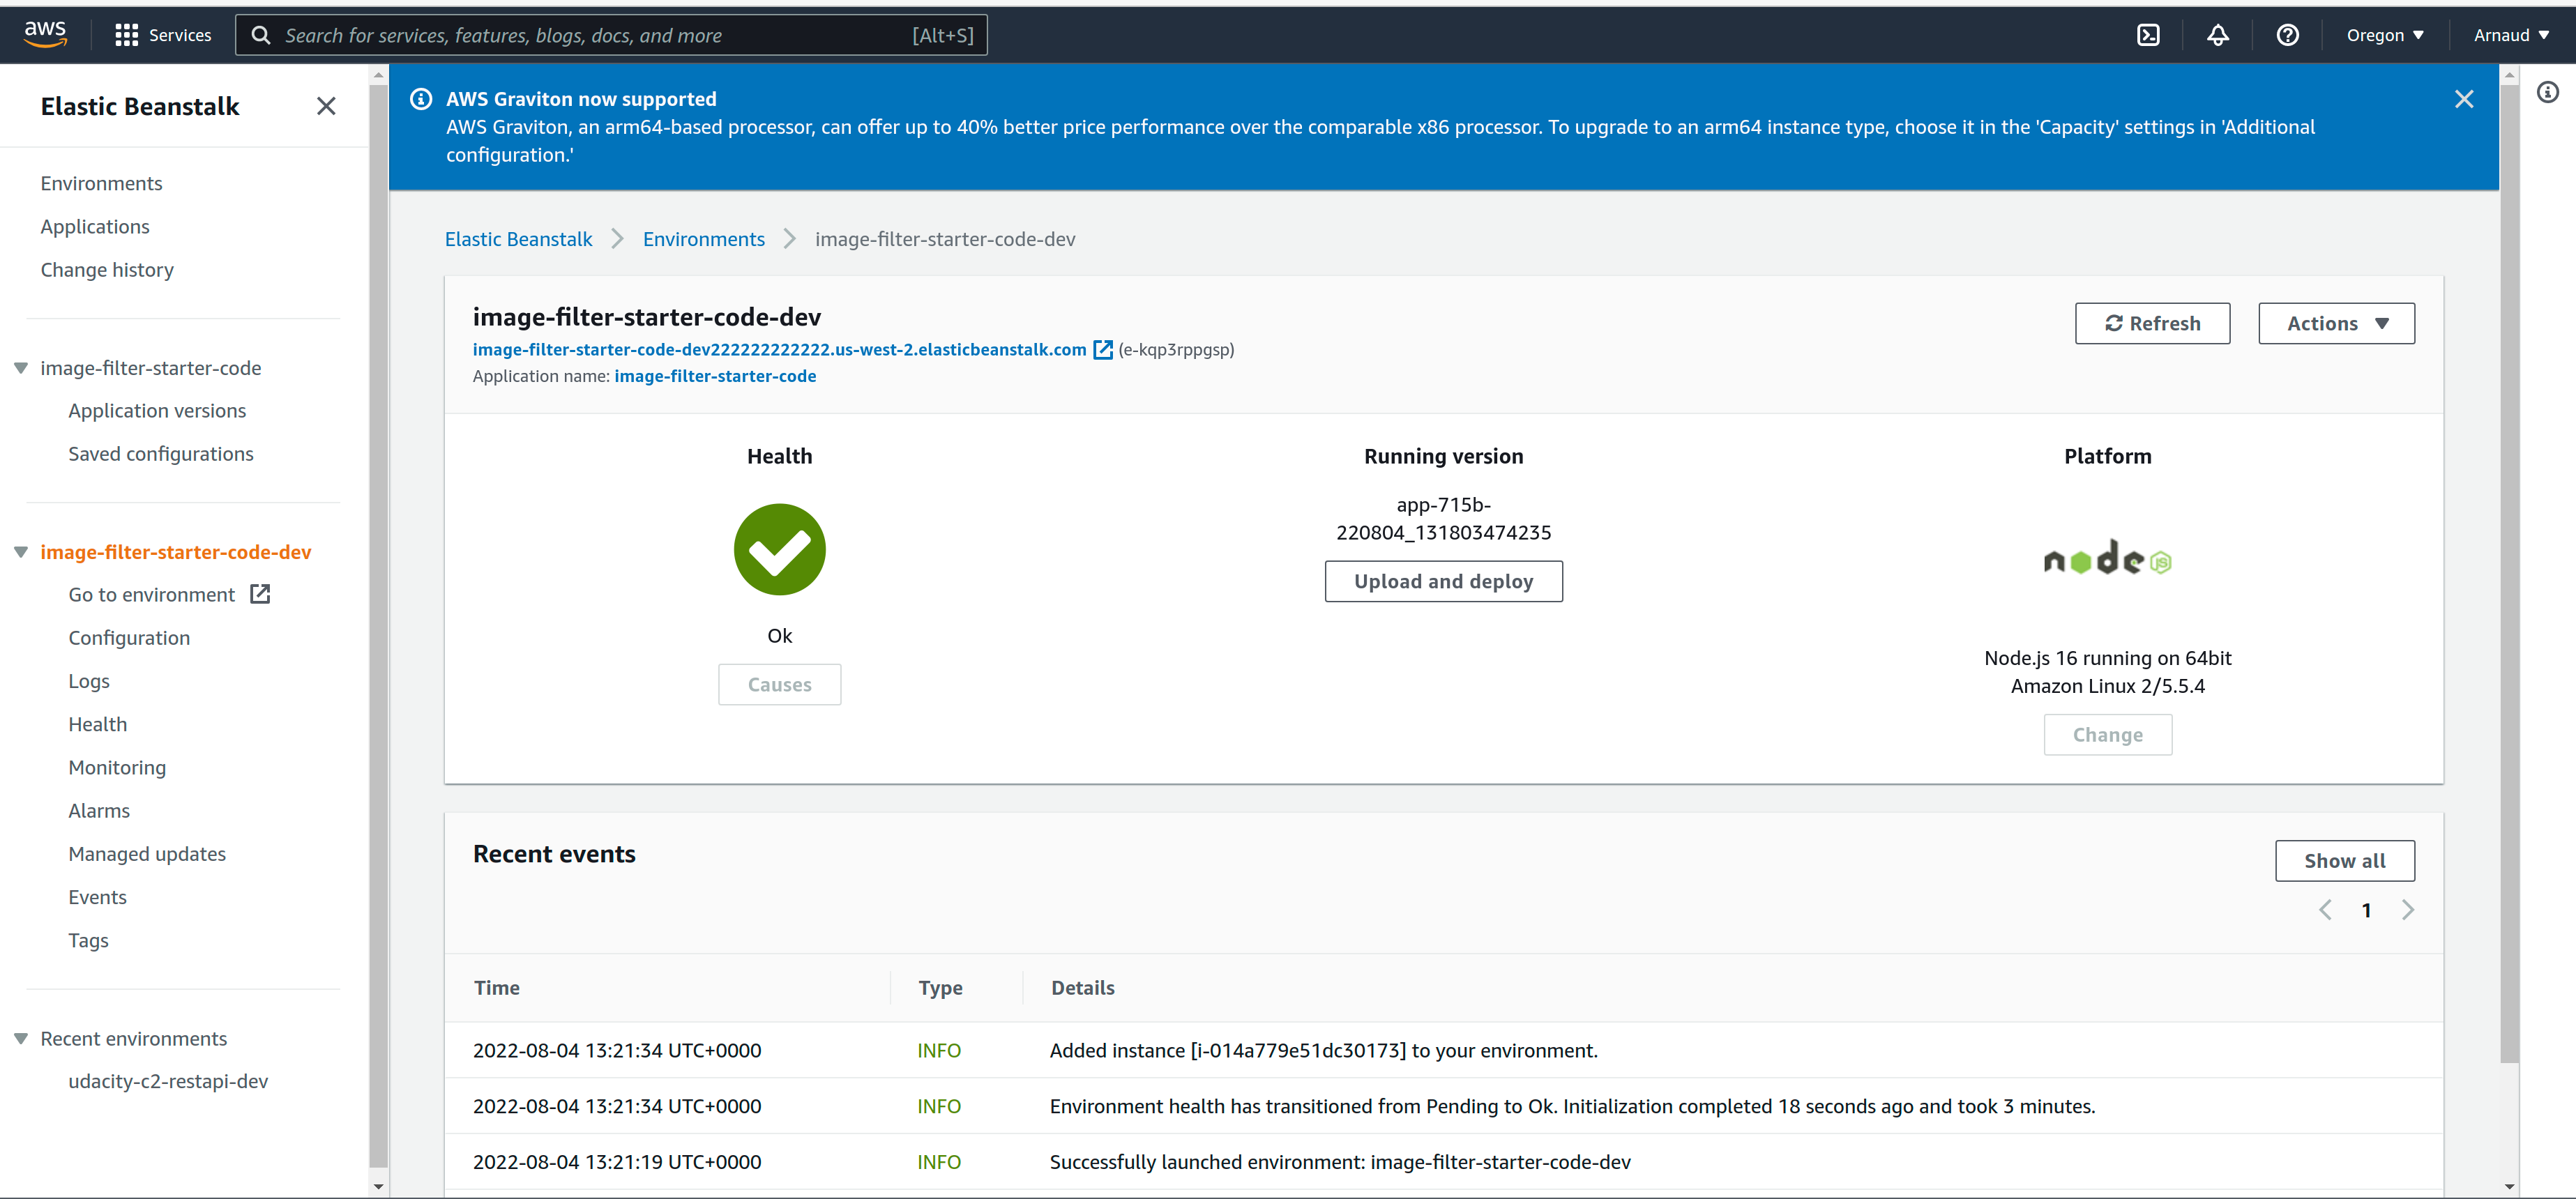 aws
Services
Search for services, features, blogs, docs, and more [Alt+S]
Oregon
Arnaud
Elastic Beanstalk
Environments
Applications
Change history
image-filter-starter-code
Application versions
Saved configurations
image-filter-starter-code-dev
Go to environment
Configuration
Logs
Health
Monitoring
Alarms
Managed updates
Events
Tags
Recent environments
udacity-c2-restapi-dev
AWS Graviton now supported
AWS Graviton, an arm64-based processor, can offer up to 40% better price performance over the comparable x86 processor. To upgrade to an arm64 instance type, choose it in the 'Capacity' settings in 'Additional
configuration.'
Elastic Beanstalk > Environments > image-filter-starter-code-dev
image-filter-starter-code-dev
Refresh
Actions
image-filter-starter-code-dev222222222222.us-west-2.elasticbeanstalk.com (e-kqp3rppgsp)
Application name: image-filter-starter-code
Health
Ok
Causes
Running version
app-715b-
220804_131803474235
Upload and deploy
Platform
node JS
Node.js 16 running on 64bit
Amazon Linux 2/5.5.4
Change
Recent events
Show all
1
Time Type Details
2022-08-04 13:21:34 UTC+0000 INFO Added instance [i-014a779e51dc30173] to your environment.
2022-08-04 13:21:34 UTC+0000 INFO Environment health has transitioned from Pending to Ok. Initialization completed 18 seconds ago and took 3 minutes.
2022-08-04 13:21:19 UTC+0000 INFO Successfully launched environment: image-filter-starter-code-dev